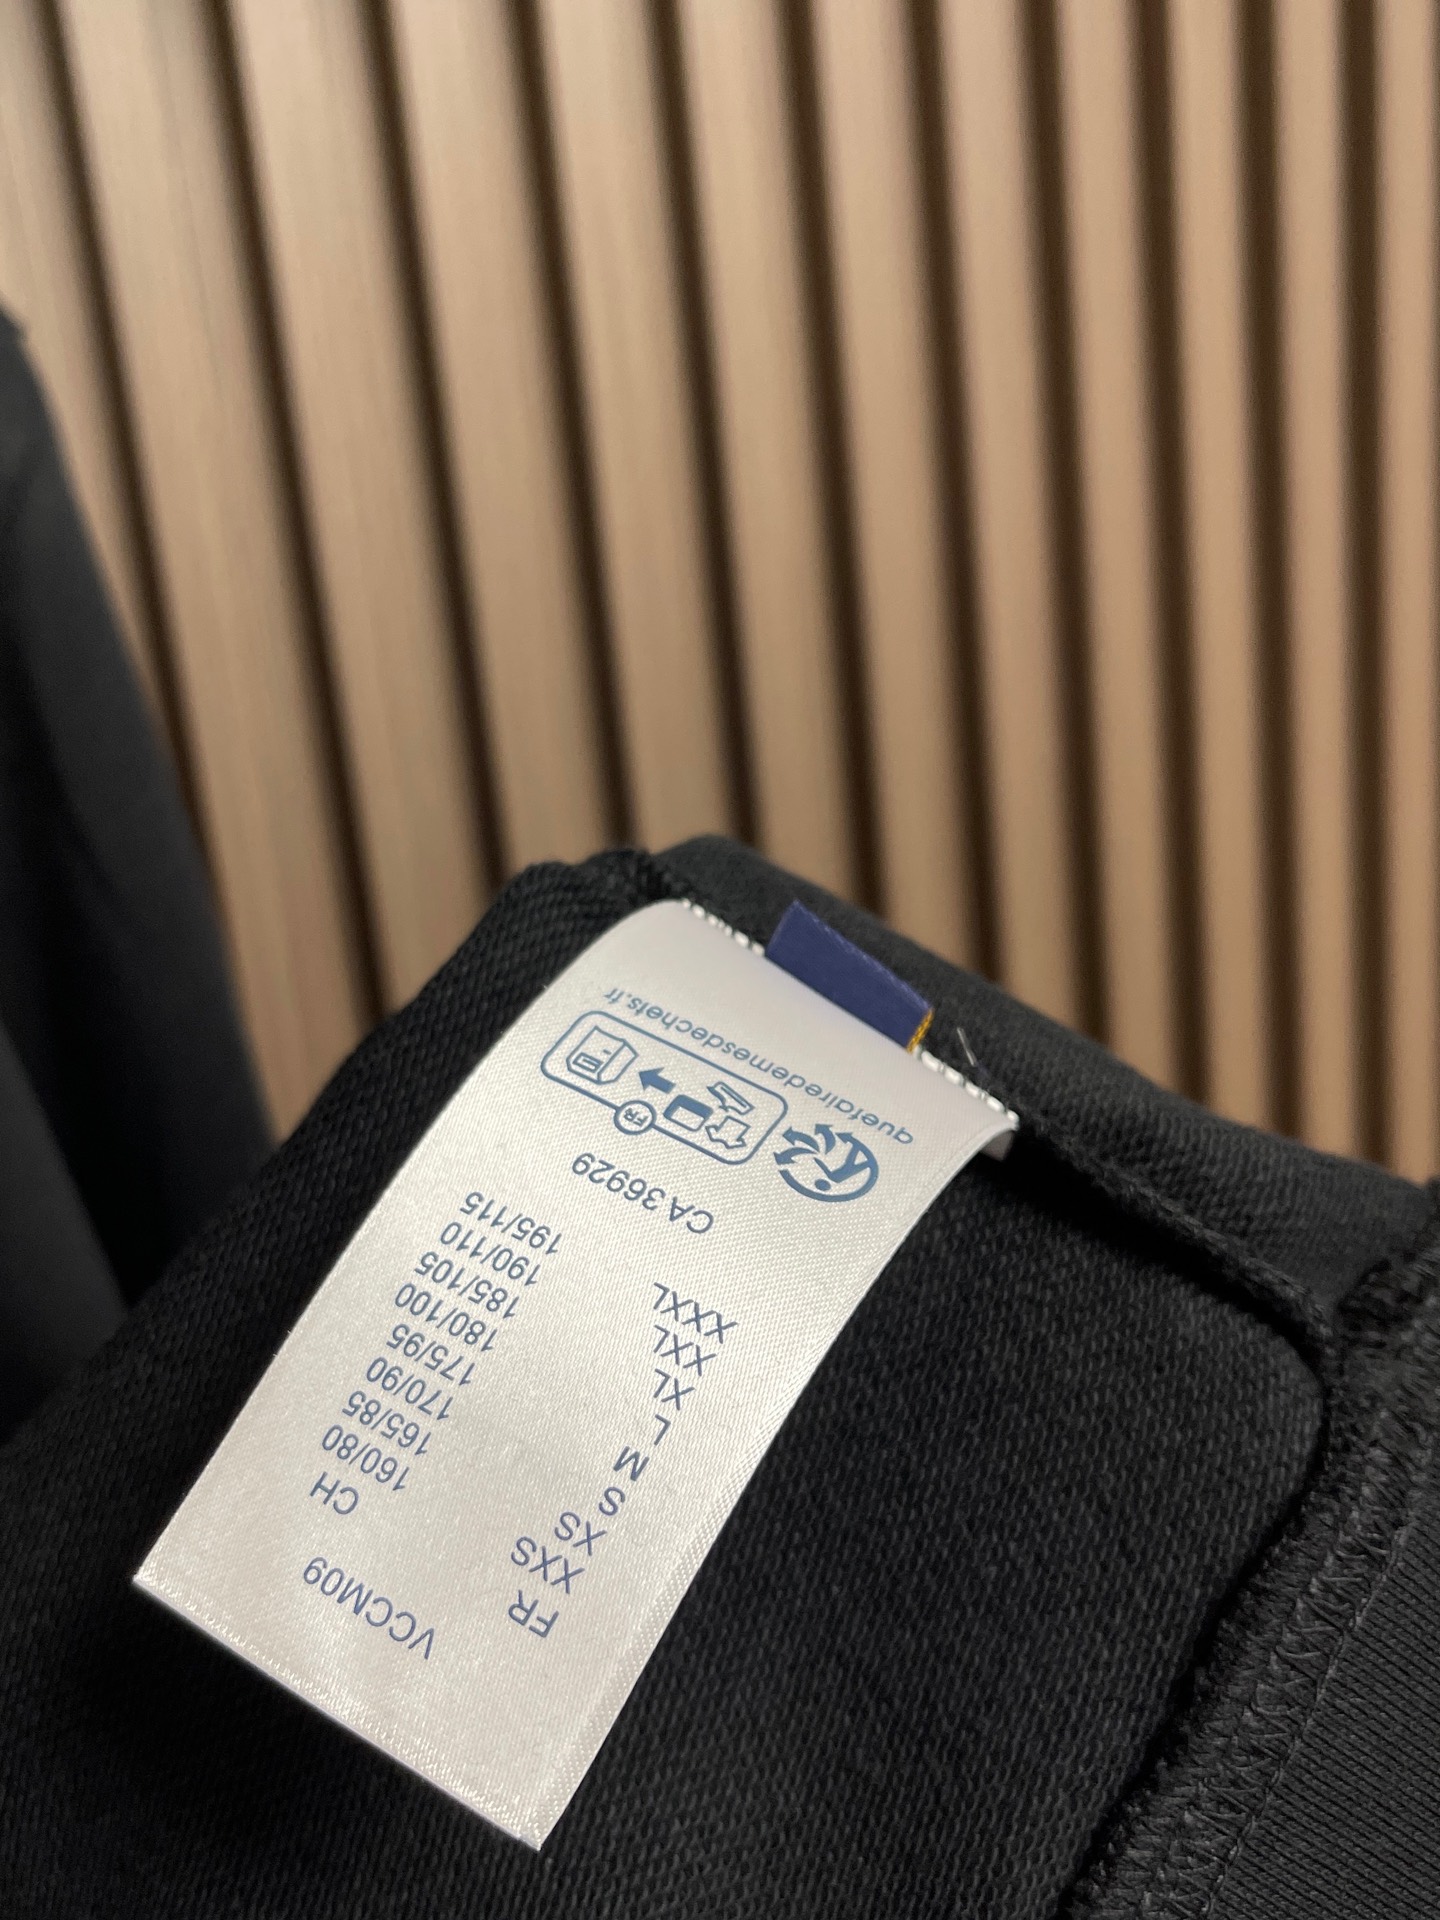 VCCM09
FR CH
XXS 160/80
XS 165/85
S 170/90
M 175/95
L 180/100
XL 185/105
XXL 190/110
XXXL 195/115
CA 36929
FR
quefairedemesdechets.fr